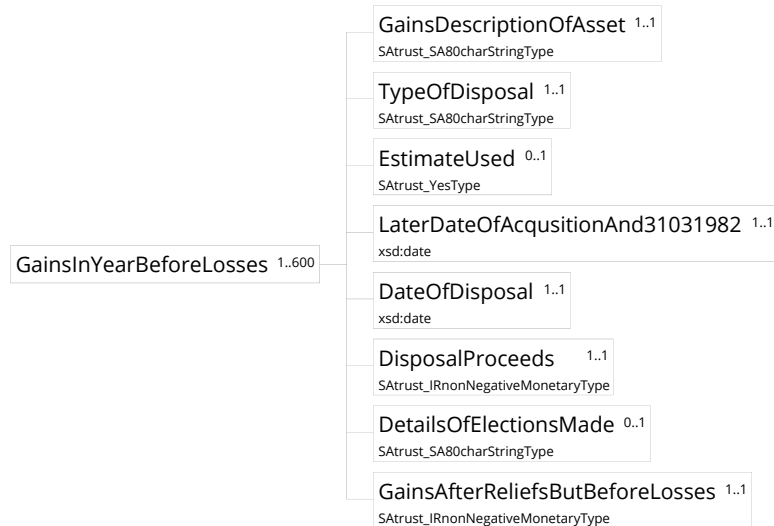 GainsDescriptionOfAsset 1..1
SAtrust_SA80charStringType
TypeOfDisposal 1..1
SAtrust_SA80charStringType
EstimateUsed 0..1
SAtrust_YesType
LaterDateOfAcqusitionAnd31031982 1..1
xsd:date
GainsInYearBeforeLosses 1..600
DateOfDisposal 1..1
xsd:date
DisposalProceeds 1..1
SAtrust_IRnonNegativeMonetaryType
DetailsOfElectionsMade 0..1
SAtrust_SA80charStringType
GainsAfterReliefsButBeforeLosses 1..1
SAtrust_IRnonNegativeMonetaryType